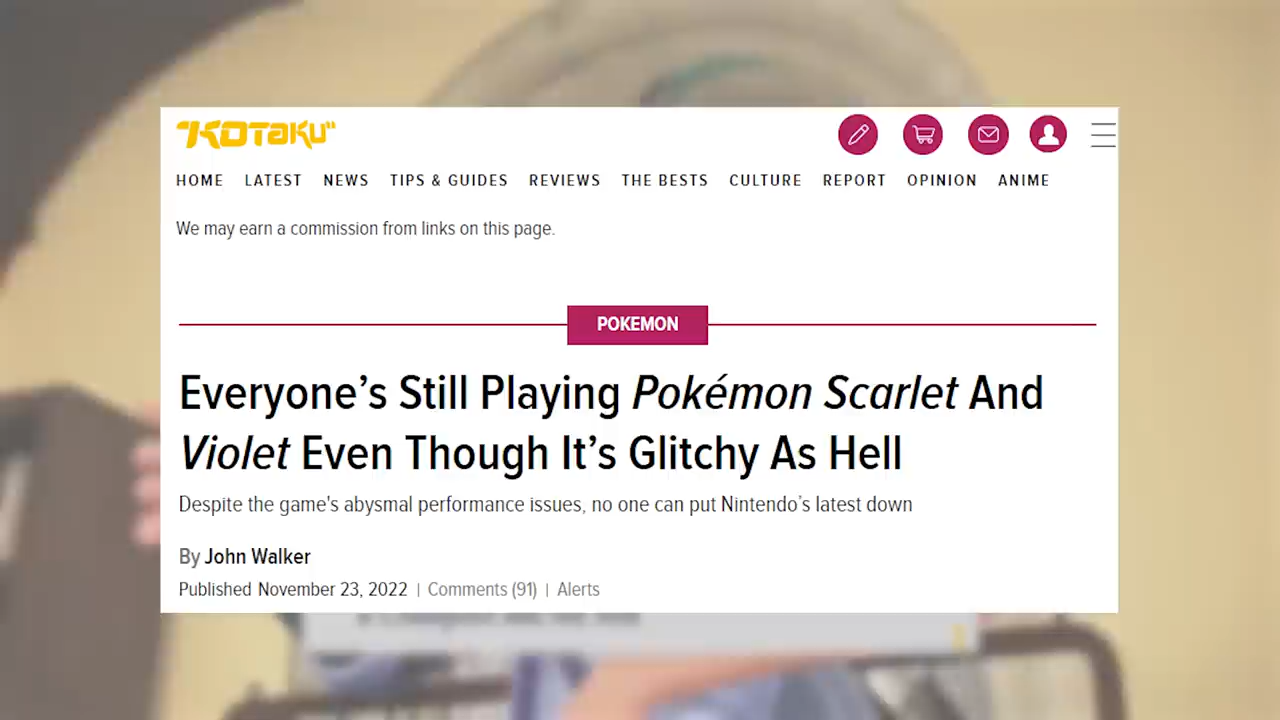 KOTAKU
HOME LATEST NEWS TIPS & GUIDES REVIEWS THE BESTS CULTURE REPORT OPINION ANIME
We may earn a commission from links on this page.
POKEMON
Everyone’s Still Playing Pokémon Scarlet And
Violet Even Though It’s Glitchy As Hell
Despite the game's abysmal performance issues, no one can put Nintendo’s latest down
By John Walker
Published November 23, 2022 | Comments (91) | Alerts